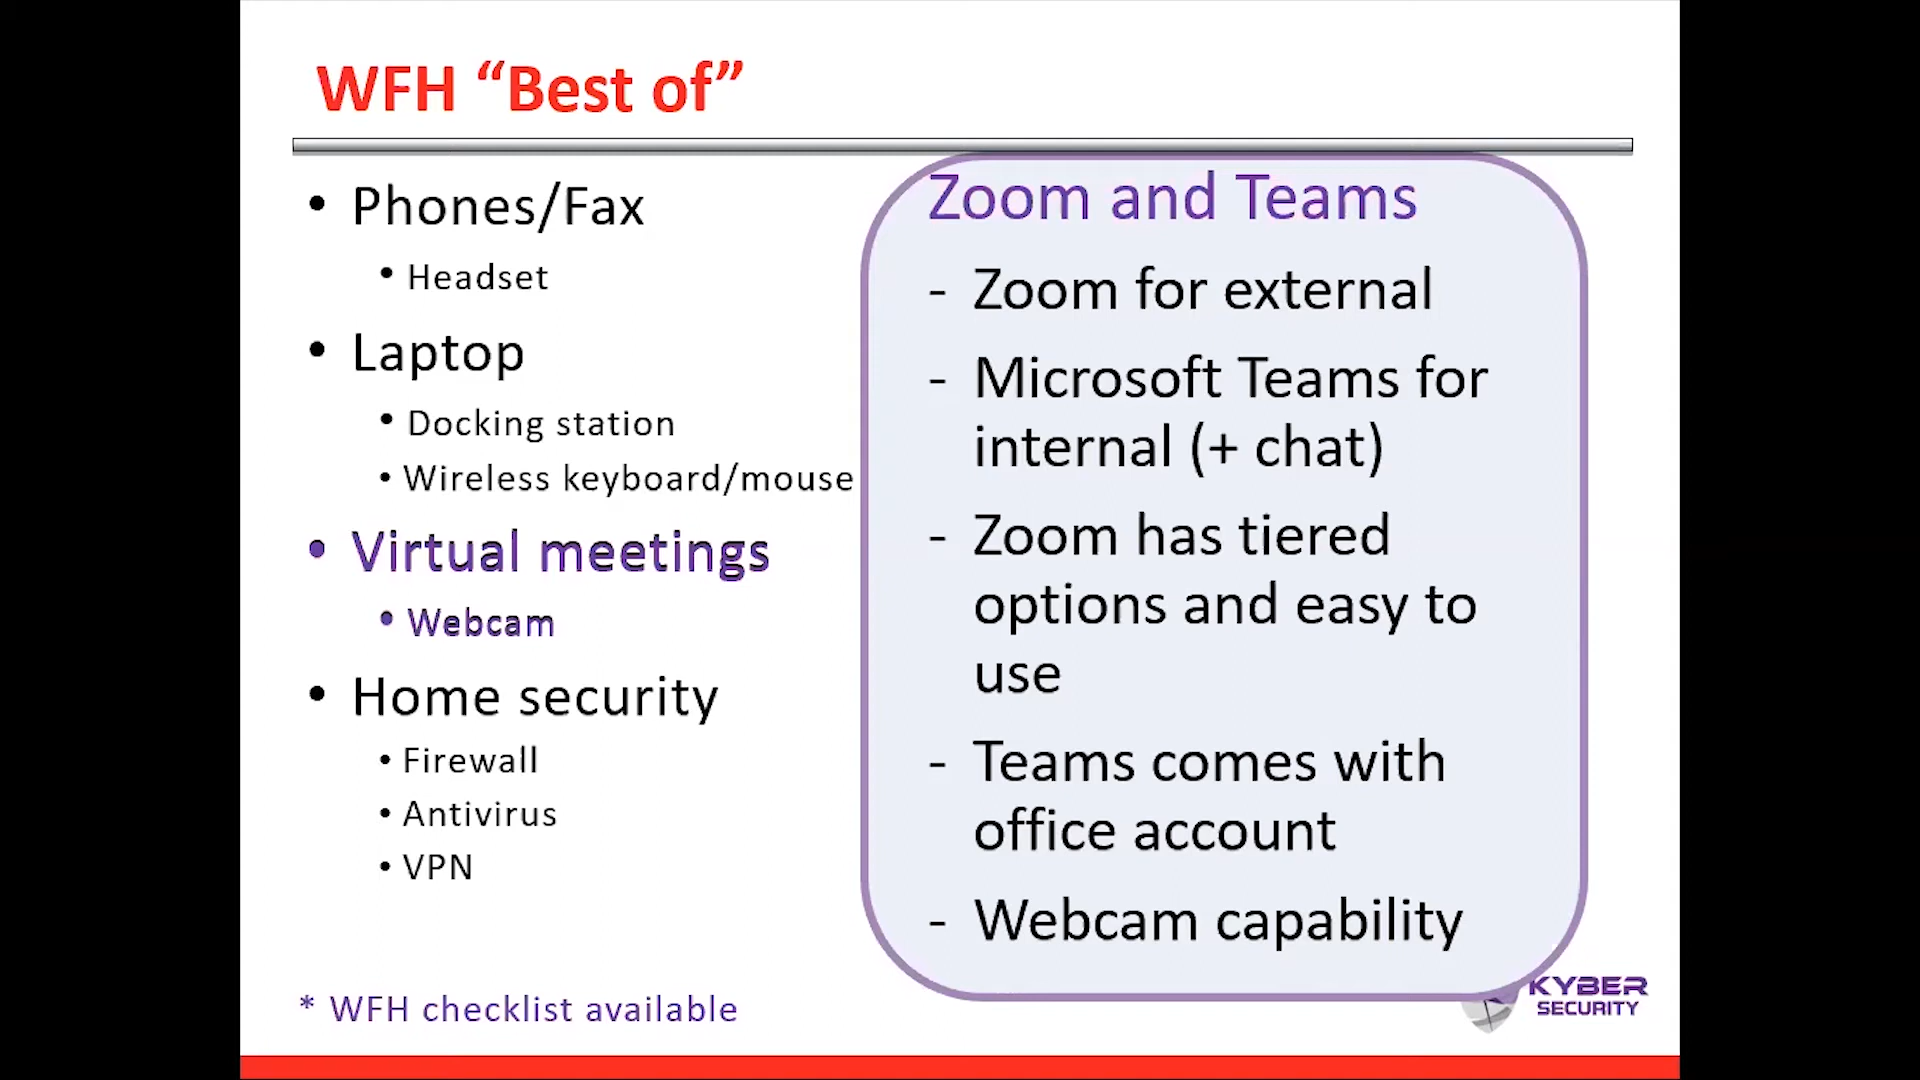 WFH “Best of”
• Phones/Fax
• Headset
• Laptop
• Docking station
• Wireless keyboard/mouse
• Virtual meetings
• Webcam
• Home security
• Firewall
• Antivirus
• VPN
* WFH checklist available
Zoom and Teams
- Zoom for external
- Microsoft Teams for
internal (+ chat)
- Zoom has tiered
options and easy to
use
- Teams comes with
office account
- Webcam capability
KYBER
SECURITY